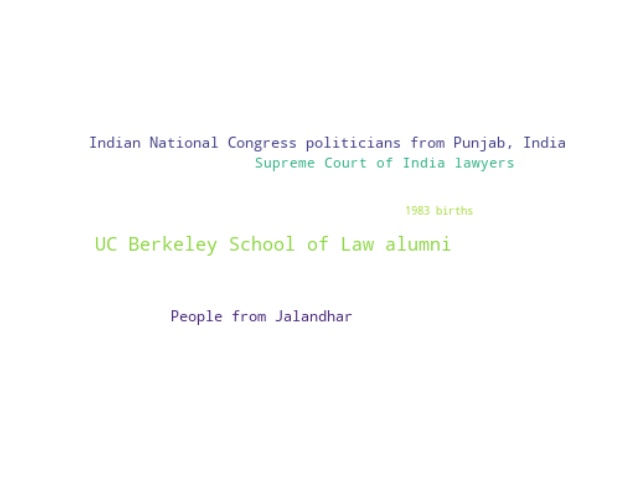 Indian National Congress politicians from Punjab, India
Supreme Court of India lawyers
1983 births
UC Berkeley School of Law alumni
People from Jalandhar